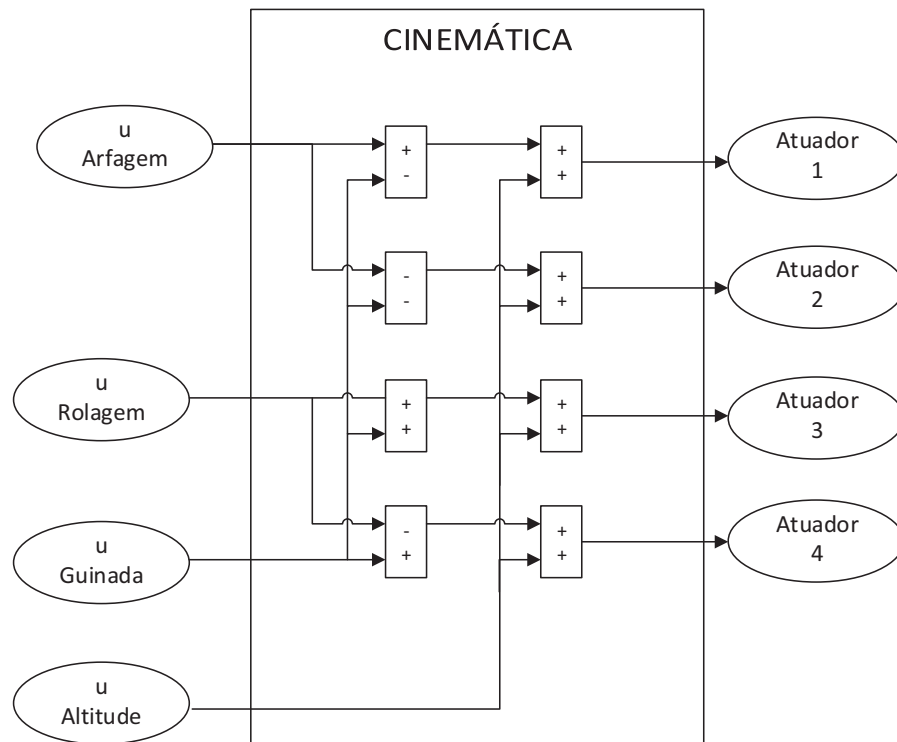 CINEMÁTICA
u
Arfagem
+
-
+
+
Atuador
1
-
-
+
+
Atuador
2
u
Rolagem
+
+
+
+
Atuador
3
u
Guinada
-
+
+
+
Atuador
4
u
Altitude